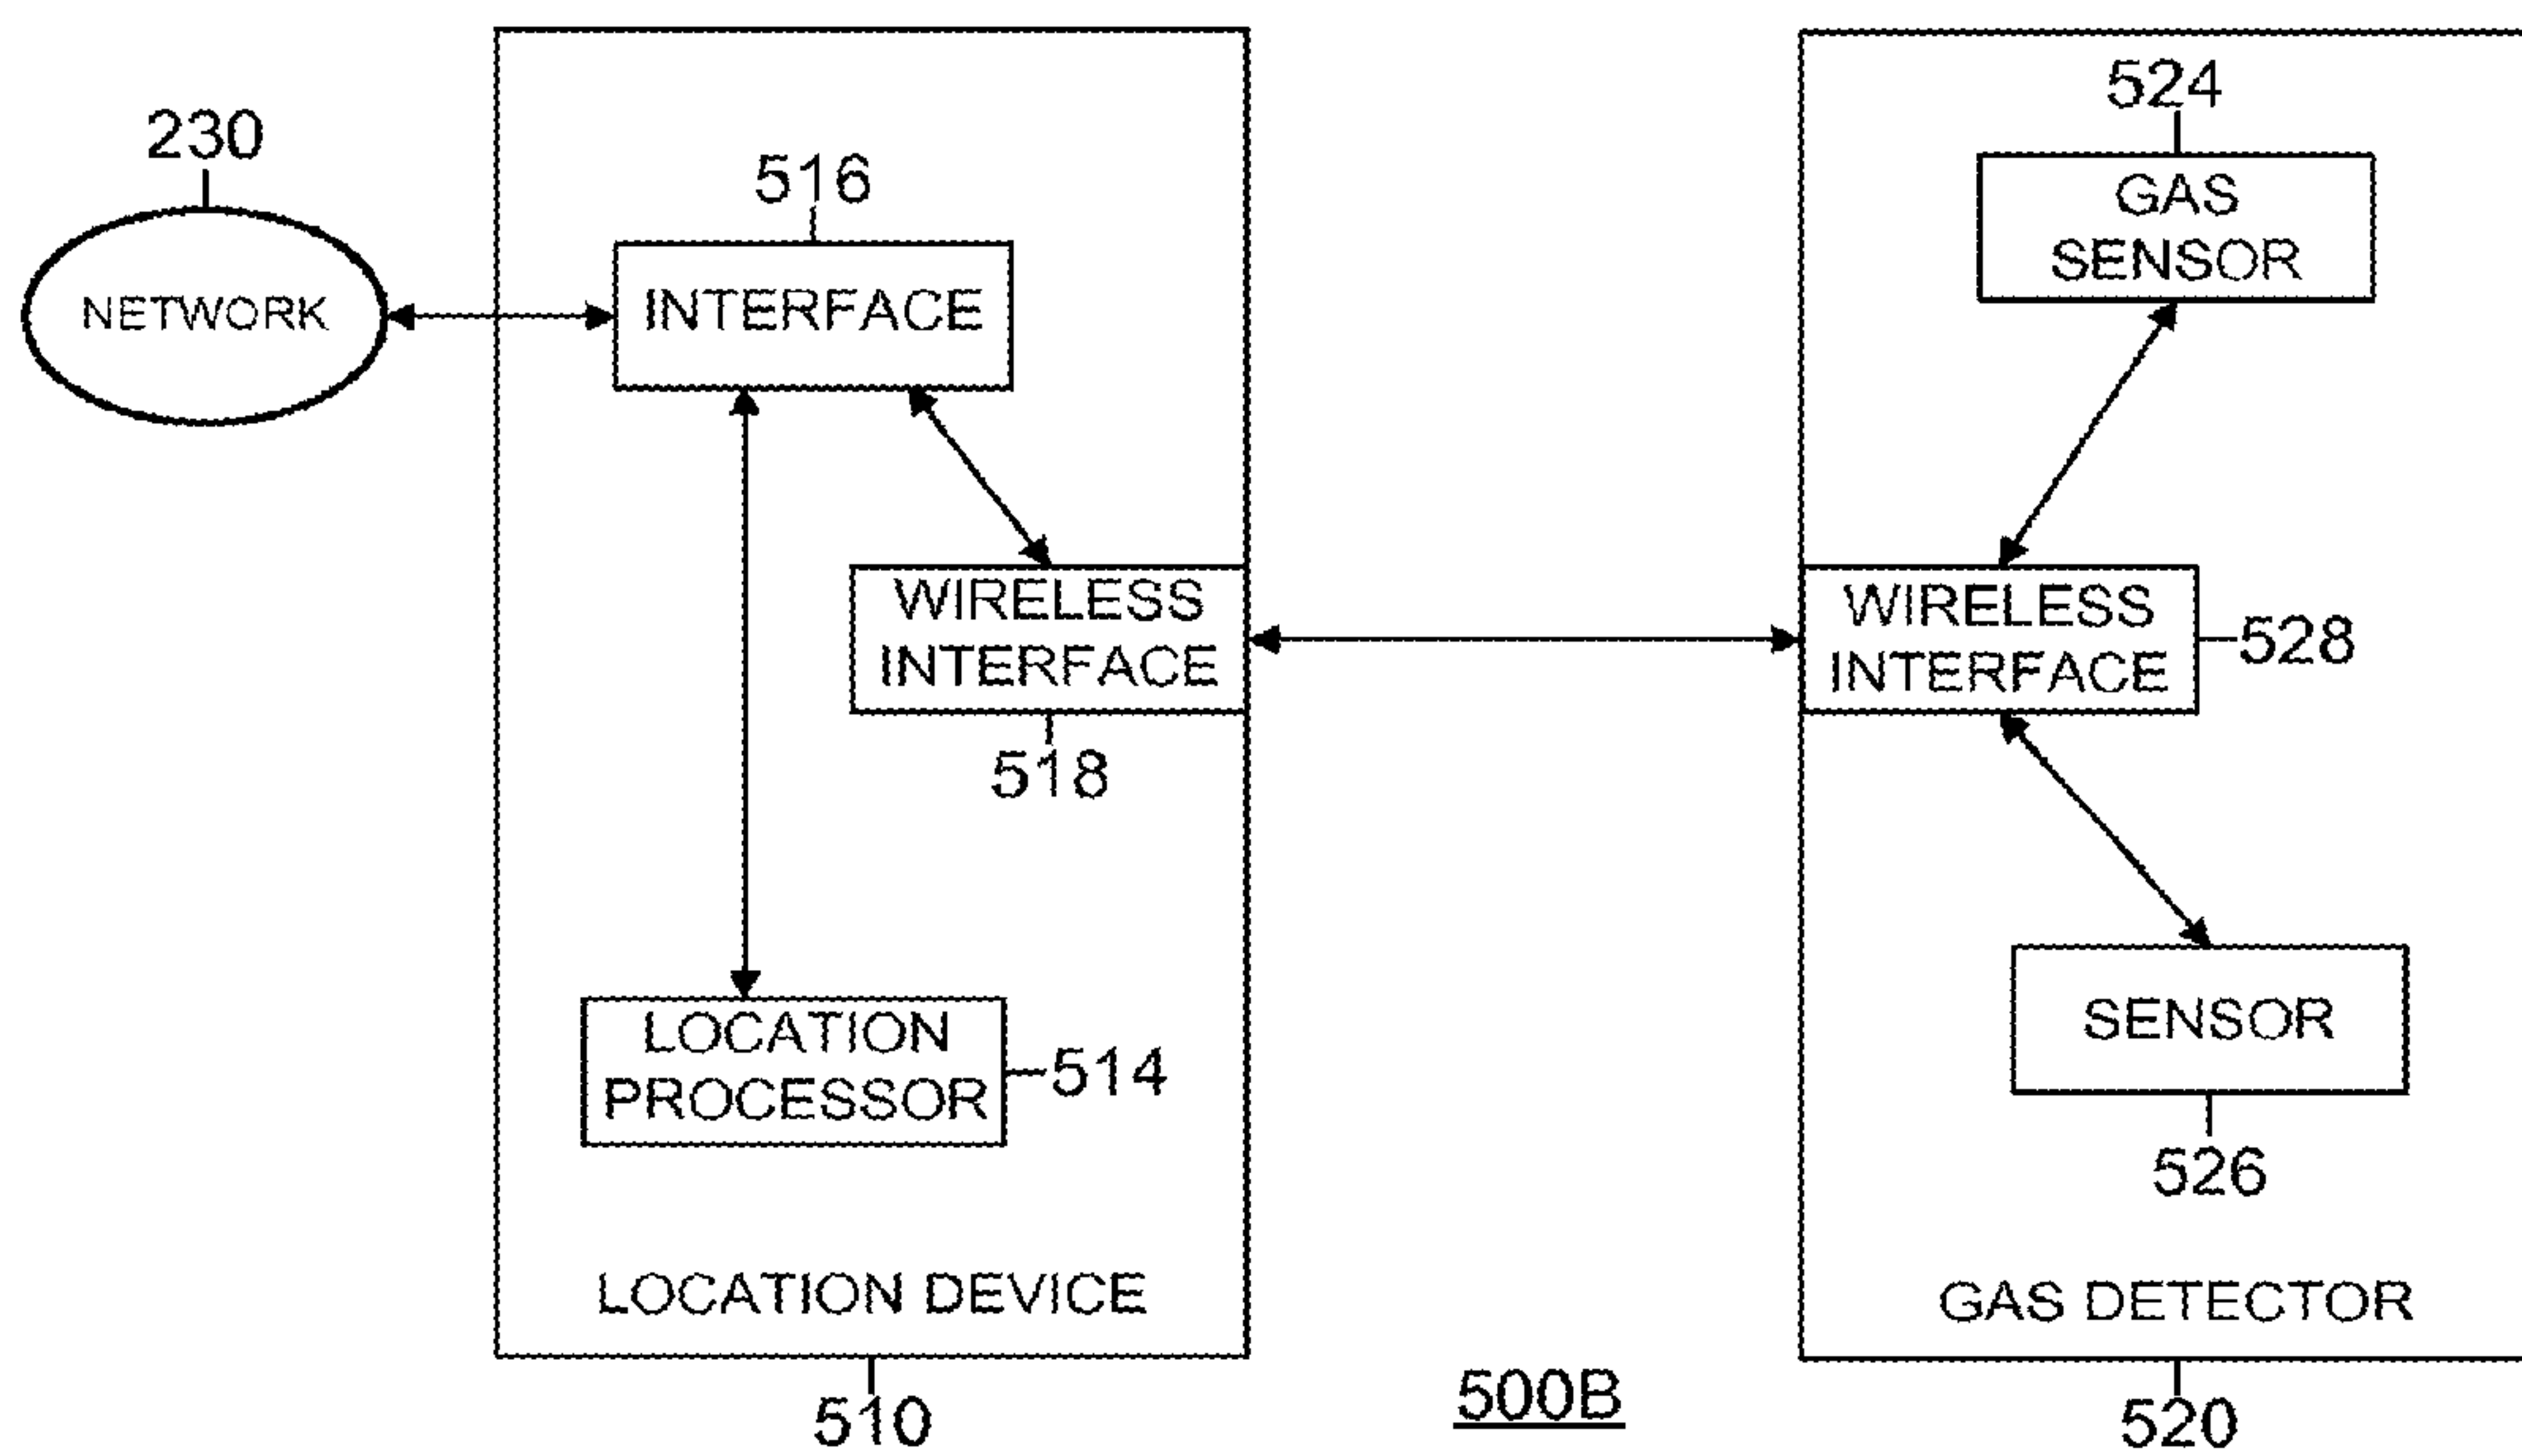 230
NETWORK
516
INTERFACE
WIRELESS
INTERFACE
518
LOCATION
PROCESSOR
514
LOCATION DEVICE
510
500B
524
GAS
SENSOR
WIRELESS
INTERFACE
528
SENSOR
526
GAS DETECTOR
520